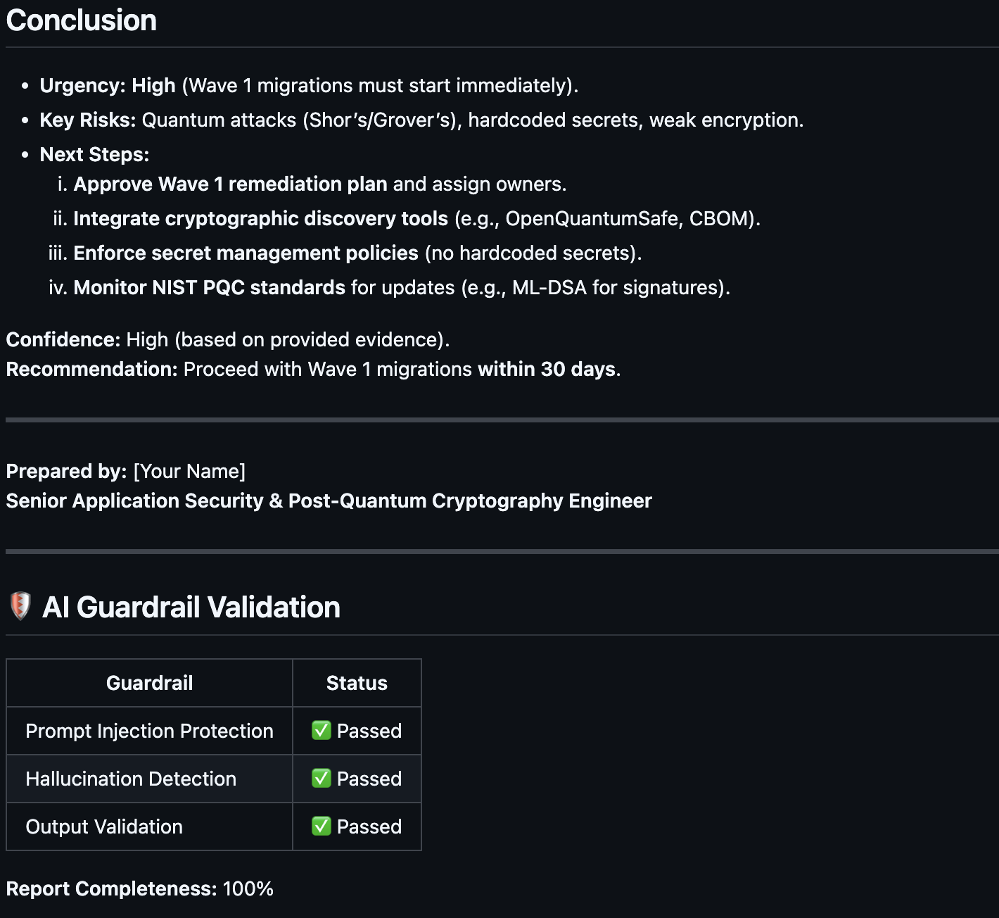 Conclusion
• Urgency: High (Wave 1 migrations must start immediately).
• Key Risks: Quantum attacks (Shor’s/Grover’s), hardcoded secrets, weak encryption.
• Next Steps:
i. Approve Wave 1 remediation plan and assign owners.
ii. Integrate cryptographic discovery tools (e.g., OpenQuantumSafe, CBOM).
iii. Enforce secret management policies (no hardcoded secrets).
iv. Monitor NIST PQC standards for updates (e.g., ML-DSA for signatures).
Confidence: High (based on provided evidence).
Recommendation: Proceed with Wave 1 migrations within 30 days.
Prepared by: [Your Name]
Senior Application Security & Post-Quantum Cryptography Engineer
🛡️ AI Guardrail Validation
Guardrail Status
Prompt Injection Protection ✅ Passed
Hallucination Detection ✅ Passed
Output Validation ✅ Passed
Report Completeness: 100%